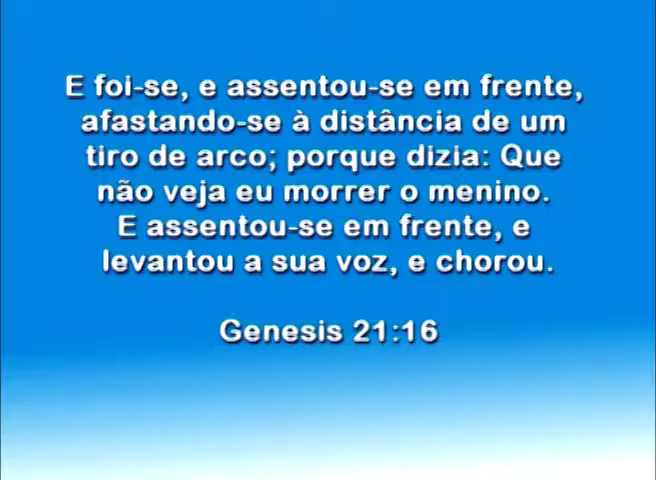 E foi-se, e assentou-se em frente,
afastando-se à distância de um
tiro de arco; porque dizia: Que
não veja eu morrer o menino.
E assentou-se em frente, e
levantou a sua voz, e chorou.
Genesis 21:16